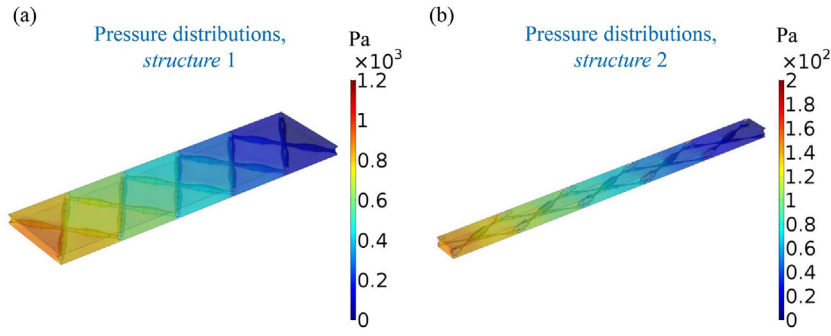 (a)
Pressure distributions,
structure 1
Pa
×10³
1.2
1
0.8
0.6
0.4
0.2
0
(b)
Pressure distributions,
structure 2
Pa
×10²
2
1.8
1.6
1.4
1.2
1
0.8
0.6
0.4
0.2
0